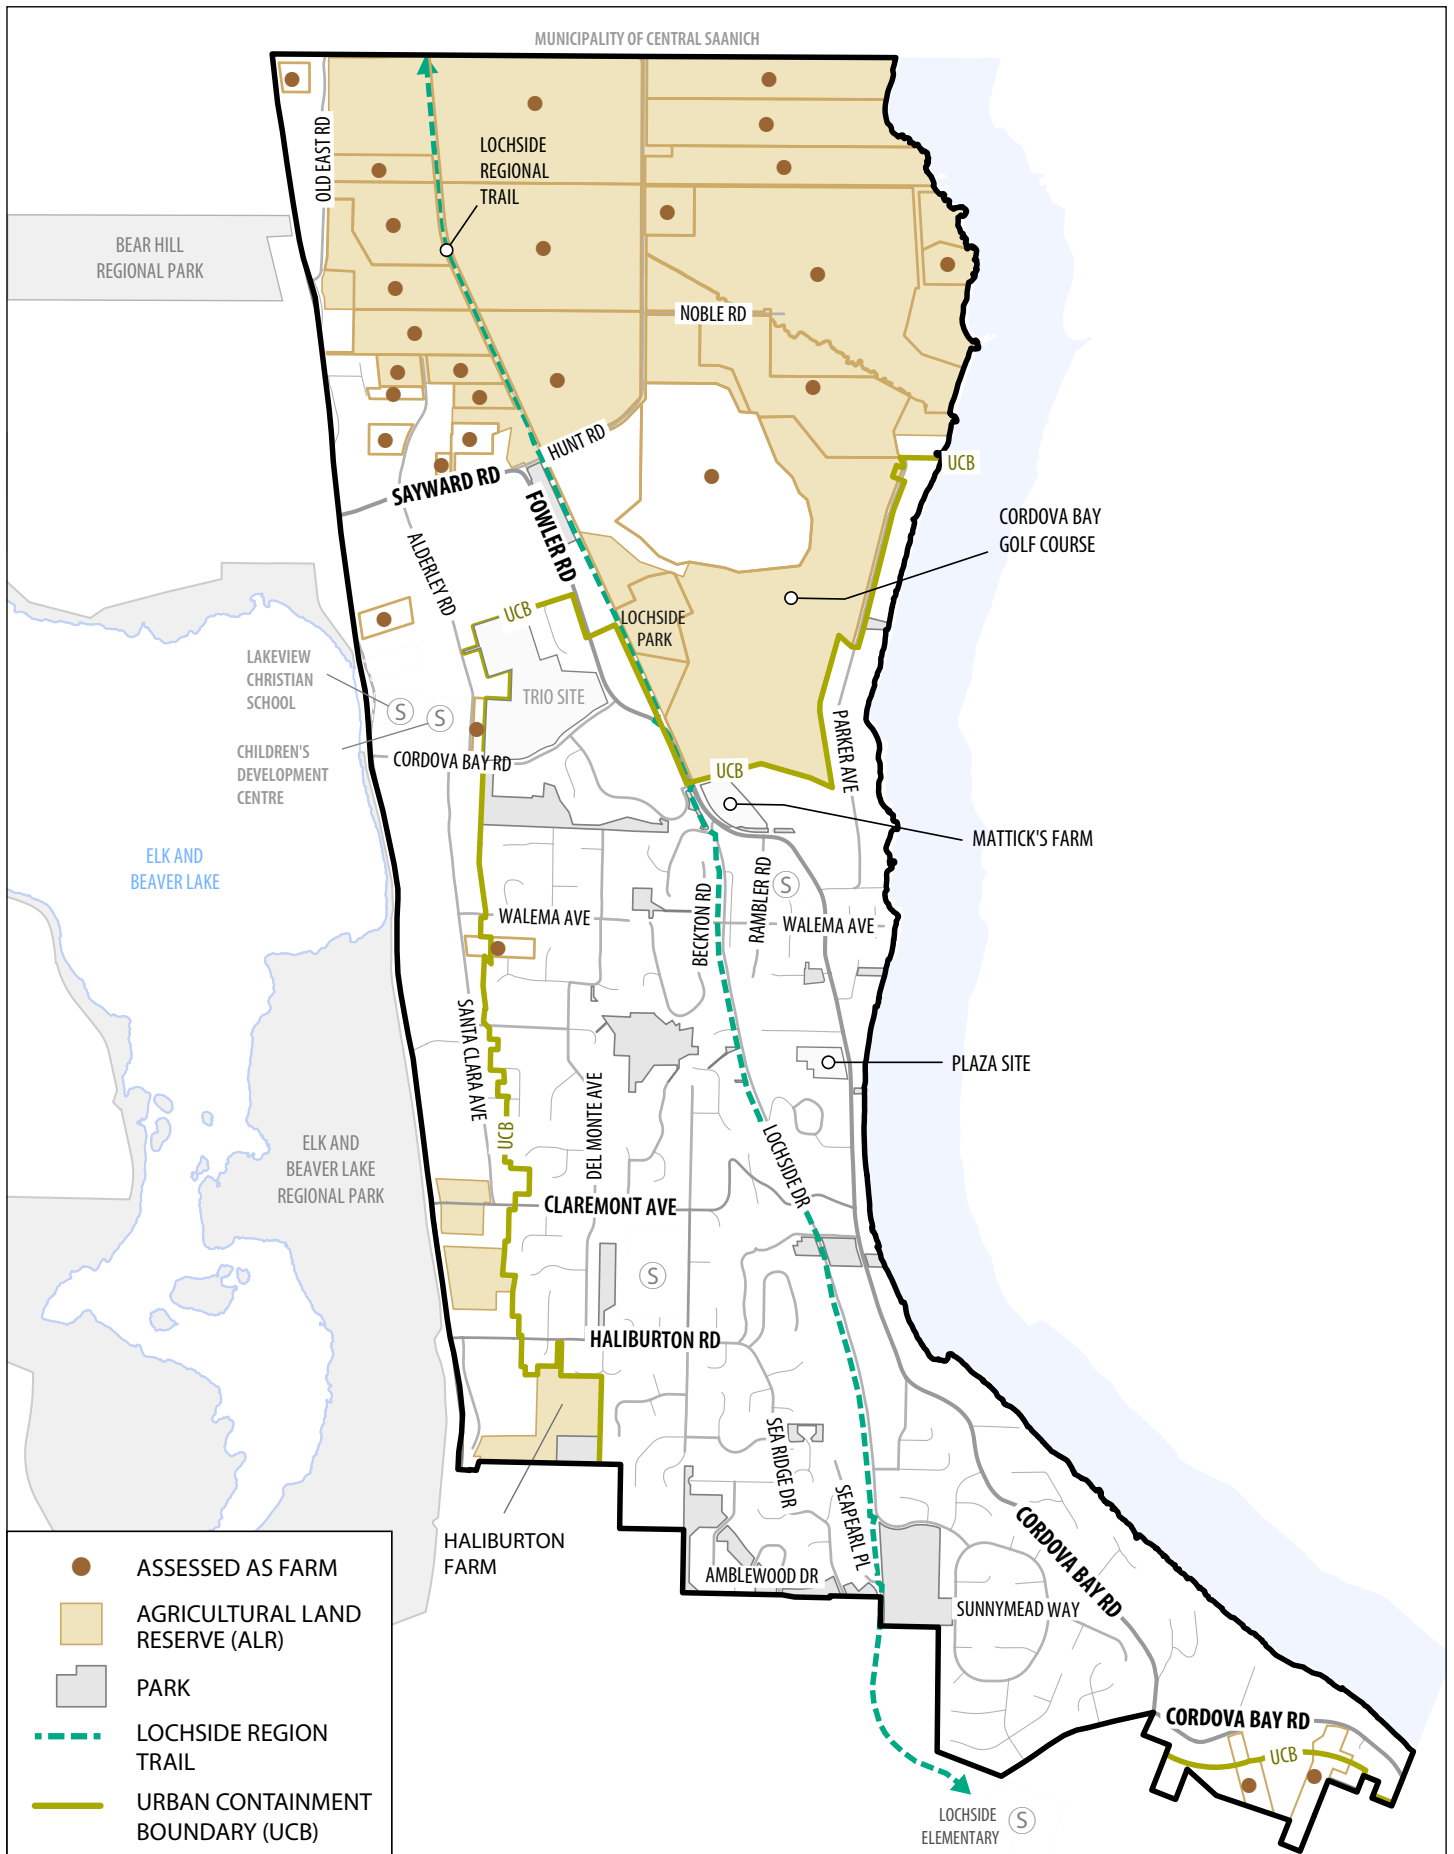 MUNICIPALITY OF CENTRAL SAANICH
OLD EAST RD
LOCHSIDE
REGIONAL
TRAIL
BEAR HILL
REGIONAL PARK
NOBLE RD
HUNT RD
SAYWARD RD
UCB
FOWLER RD
CORDOVA BAY
GOLF COURSE
ALDERLEY RD
UCB
LOCHSIDE
PARK
LAKEVIEW
CHRISTIAN
SCHOOL
S
S
TRIO SITE
PARKER AVE
CHILDREN'S
DEVELOPMENT
CENTRE
CORDOVA BAY RD
UCB
MATTICK'S FARM
ELK AND
BEAVER LAKE
BECKTON RD
RAMBLER RD
S
WALEMA AVE
WALEMA AVE
SANTA CLARA AVE
PLAZA SITE
DEL MONTE AVE
UCB
LOCHSIDE DR
ELK AND
BEAVER LAKE
REGIONAL PARK
CLAREMONT AVE
S
HALIBURTON RD
SEA RIDGE DR
SEAPEARL PL
HALIBURTON
FARM
AMBLEWOOD DR
CORDOVA BAY RD
SUNNYMEAD WAY
CORDOVA BAY RD
UCB
LOCHSIDE
ELEMENTARY
S
ASSESSED AS FARM
AGRICULTURAL LAND
RESERVE (ALR)
PARK
LOCHSIDE REGION
TRAIL
URBAN CONTAINMENT
BOUNDARY (UCB)